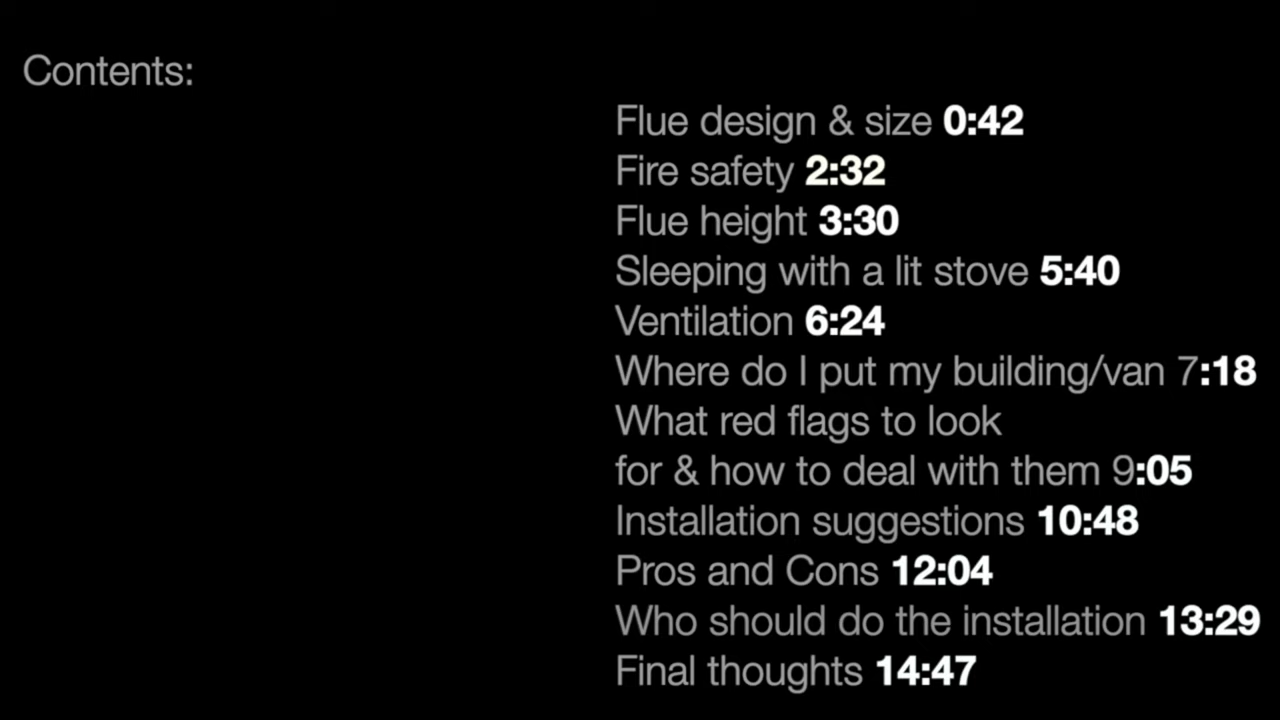 Contents:
Flue design & size 0:42
Fire safety 2:32
Flue height 3:30
Sleeping with a lit stove 5:40
Ventilation 6:24
Where do I put my building/van 7:18
What red flags to look
for & how to deal with them 9:05
Installation suggestions 10:48
Pros and Cons 12:04
Who should do the installation 13:29
Final thoughts 14:47